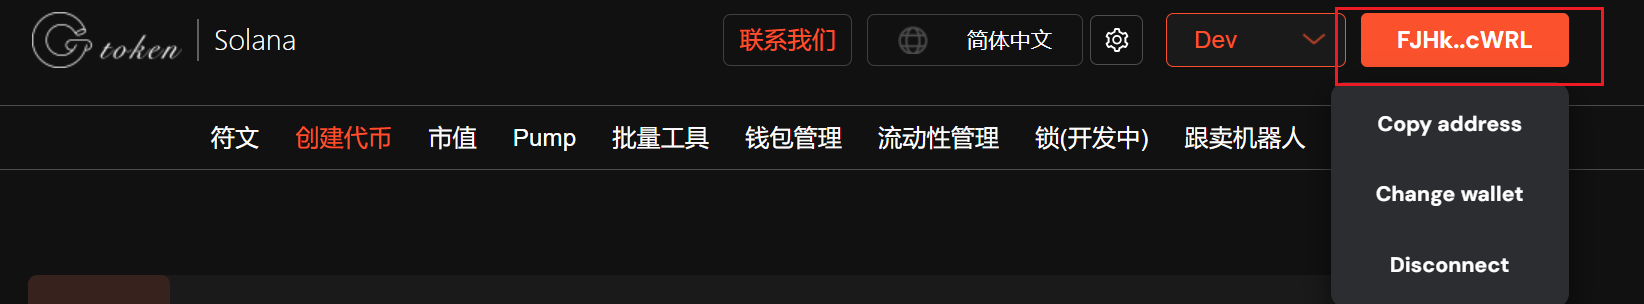 GP token
Solana
联系我们
简体中文
Dev
FJHk..cWRL
符文
创建代币
市值
Pump
批量工具
钱包管理
流动性管理
锁(开发中)
跟卖机器人
Copy address
Change wallet
Disconnect